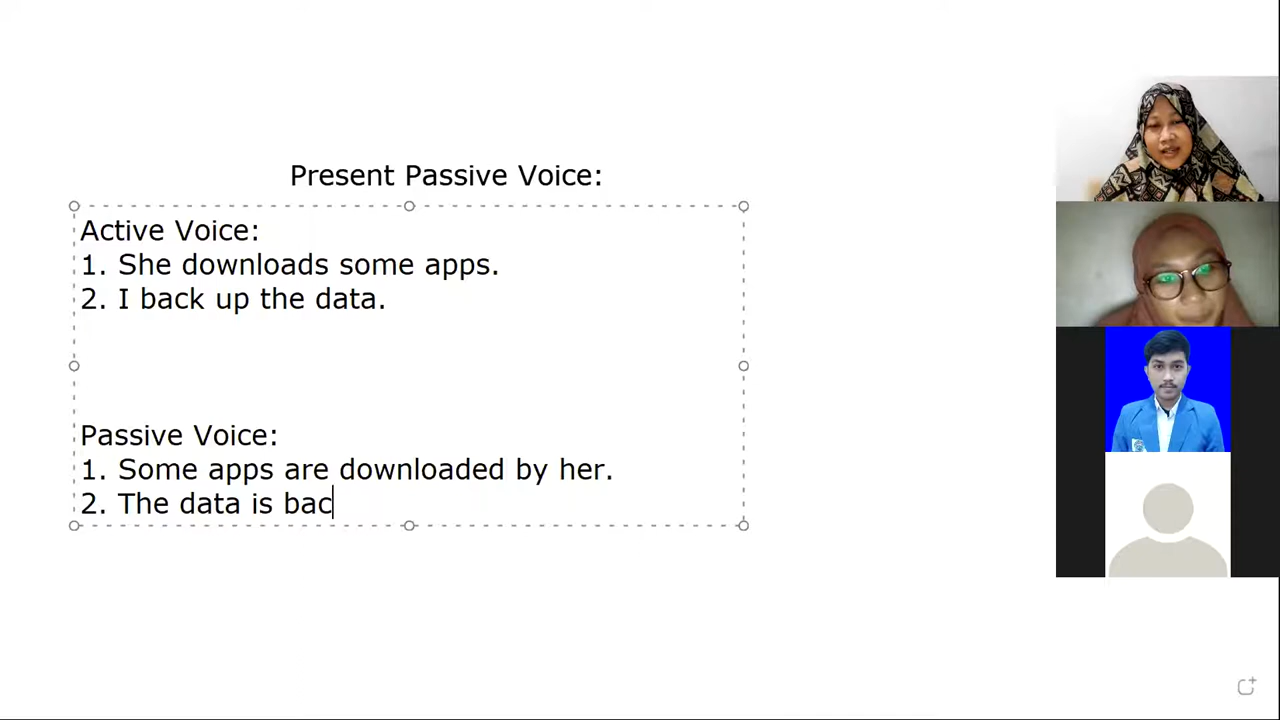 Present Passive Voice:
Active Voice:
1. She downloads some apps.
2. I back up the data.
Passive Voice:
1. Some apps are downloaded by her.
2. The data is bac